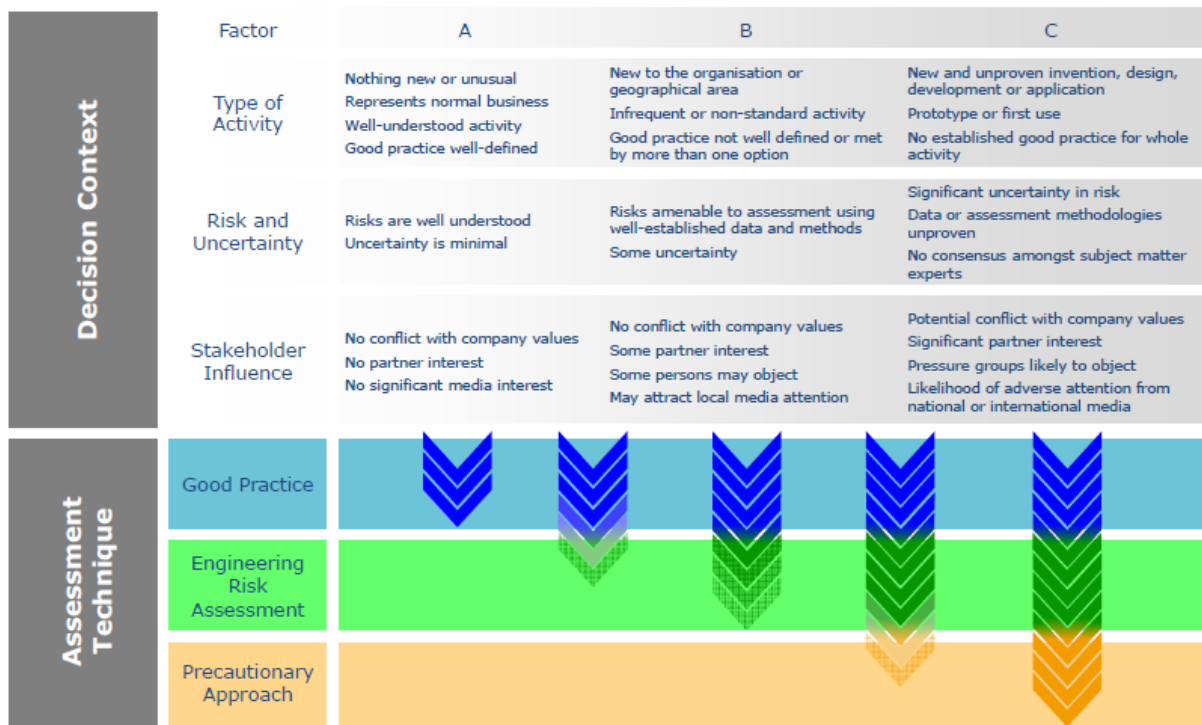 Decision Context
Factor
A
B
C
Type of
Activity
Nothing new or unusual
Represents normal business
Well-understood activity
Good practice well-defined
New to the organisation or
geographical area
Infrequent or non-standard activity
Good practice not well defined or met
by more than one option
New and unproven invention, design,
development or application
Prototype or first use
No established good practice for whole
activity
Risk and
Uncertainty
Risks are well understood
Uncertainty is minimal
Risks amenable to assessment using
well-established data and methods
Some uncertainty
Significant uncertainty in risk
Data or assessment methodologies
unproven
No consensus amongst subject matter
experts
Stakeholder
Influence
No conflict with company values
No partner interest
No significant media interest
No conflict with company values
Some partner interest
Some persons may object
May attract local media attention
Potential conflict with company values
Significant partner interest
Pressure groups likely to object
Likelihood of adverse attention from
national or international media
Assessment
Technique
Good Practice
Engineering
Risk
Assessment
Precautionary
Approach